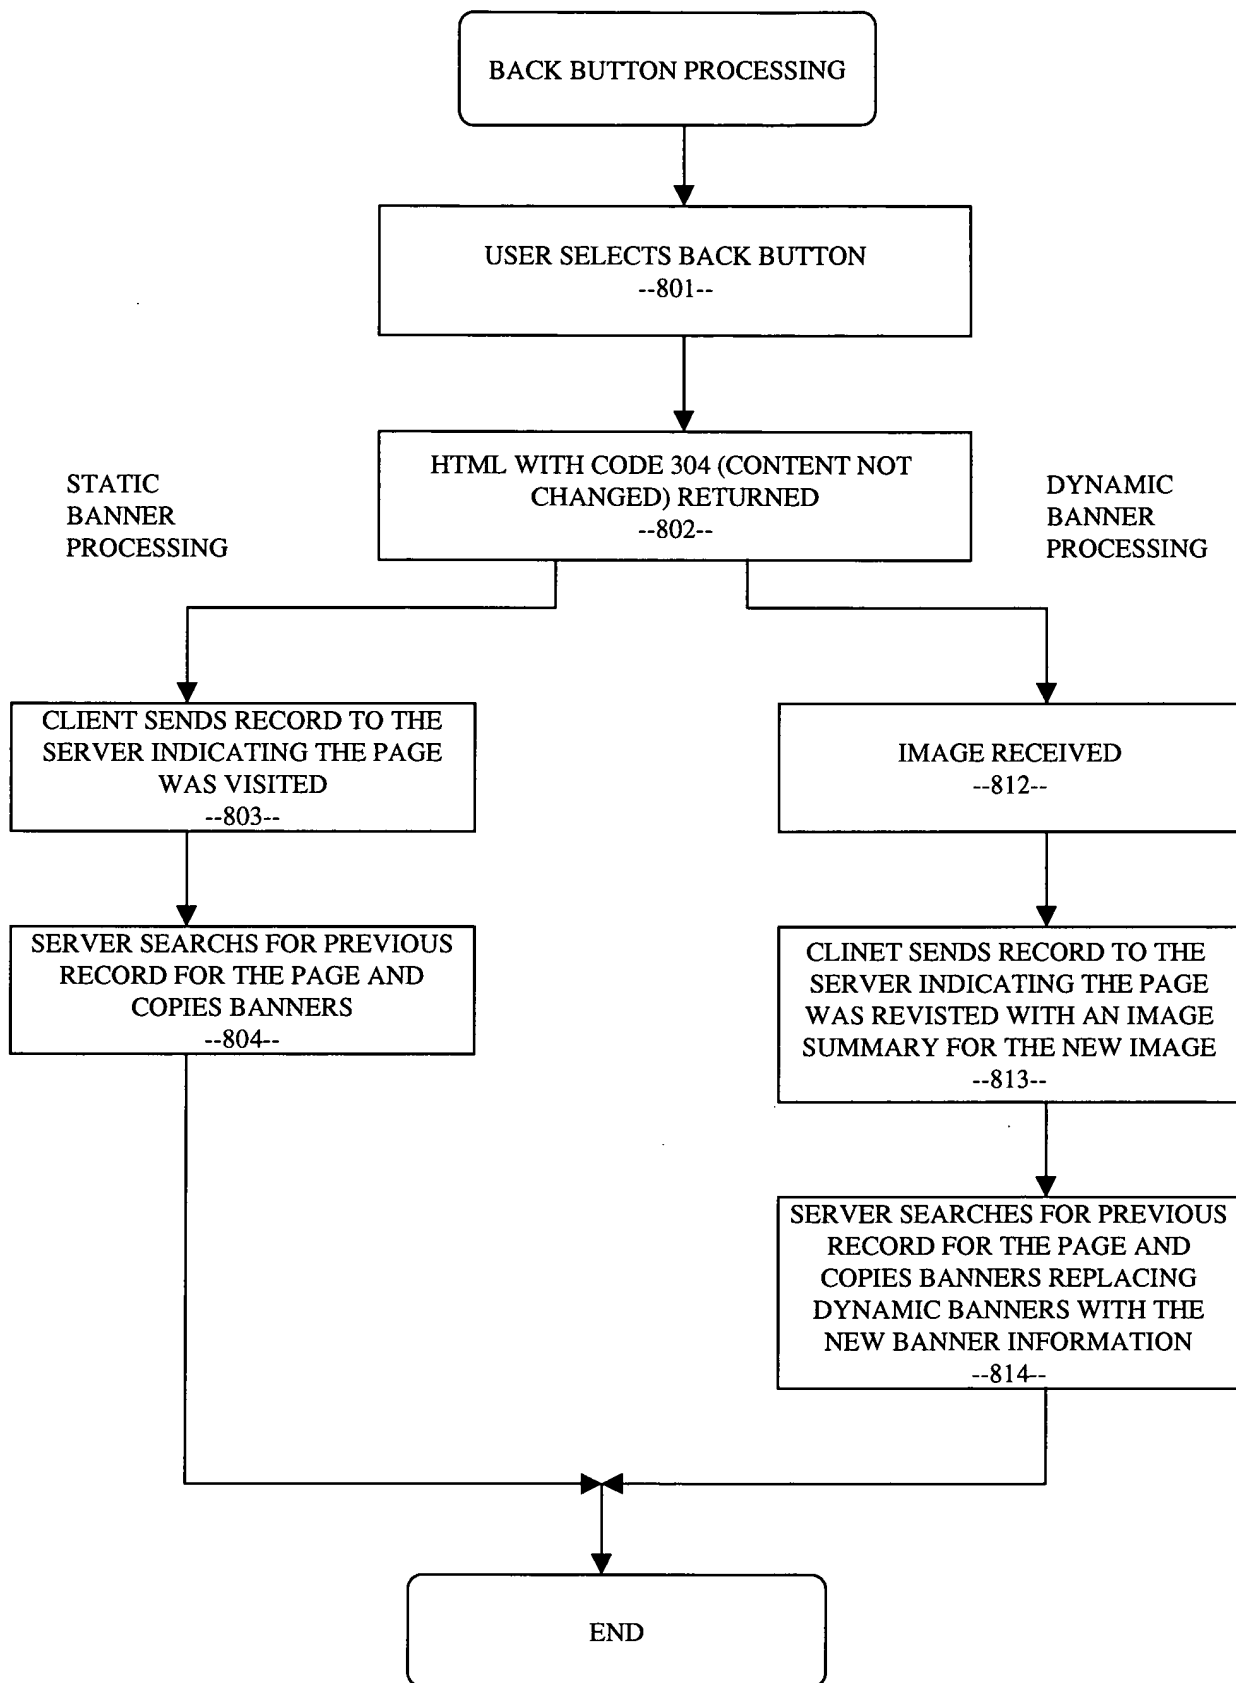 BACK BUTTON PROCESSING
USER SELECTS BACK BUTTON
--801--
HTML WITH CODE 304 (CONTENT NOT
CHANGED) RETURNED
--802--
STATIC
BANNER
PROCESSING
DYNAMIC
BANNER
PROCESSING
CLIENT SENDS RECORD TO THE
SERVER INDICATING THE PAGE
WAS VISITED
--803--
SERVER SEARCHS FOR PREVIOUS
RECORD FOR THE PAGE AND
COPIES BANNERS
--804--
IMAGE RECEIVED
--812--
CLINET SENDS RECORD TO THE
SERVER INDICATING THE PAGE
WAS REVISTED WITH AN IMAGE
SUMMARY FOR THE NEW IMAGE
--813--
SERVER SEARCHES FOR PREVIOUS
RECORD FOR THE PAGE AND
COPIES BANNERS REPLACING
DYNAMIC BANNERS WITH THE
NEW BANNER INFORMATION
--814--
END